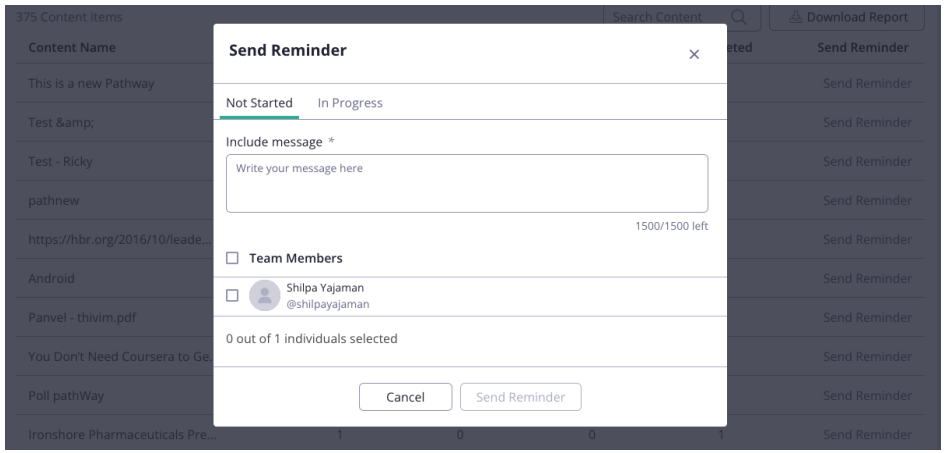 375 Content Items
Search Content
Download Report
Content Name
eted
Send Reminder
This is a new Pathway
Send Reminder
Test &amp;
Send Reminder
Test - Ricky
Send Reminder
pathnew
Send Reminder
https://hbr.org/2016/10/leade...
Send Reminder
Android
Send Reminder
Panvel - thivim.pdf
Send Reminder
You Don't Need Coursera to Ge.
Send Reminder
Poll pathWay
Send Reminder
Ironshore Pharmaceuticals Pre...
1
0
0
1
Send Reminder
Send Reminder
Not Started
In Progress
Include message *
Write your message here
1500/1500 left
Team Members
Shilpa Yajaman
@shilpayajaman
0 out of 1 individuals selected
Cancel
Send Reminder